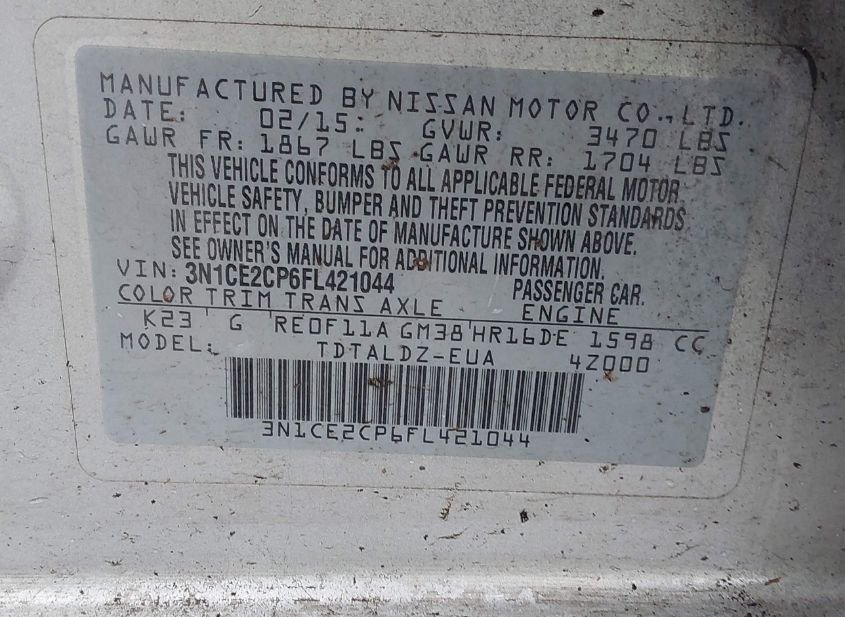 MANUFACTURED BY NISSAN MOTOR CO., LTD.
DATE: 02/15 GVWR: 3470 LBS
GAWR FR: 1867 LBS GAWR RR: 1704 LBS
THIS VEHICLE CONFORMS TO ALL APPLICABLE FEDERAL MOTOR
VEHICLE SAFETY, BUMPER AND THEFT PREVENTION STANDARDS
IN EFFECT ON THE DATE OF MANUFACTURE SHOWN ABOVE.
SEE OWNER'S MANUAL FOR ADDITIONAL INFORMATION.
VIN: 3N1CE2CP6FL421044 PASSENGER CAR.
COLOR TRIM TRANS AXLE ENGINE
K23 G RE0F11A GM38 HR16DE 1598 CC
MODEL: TDTALDZ-EUA 4Z000
3N1CE2CP6FL421044